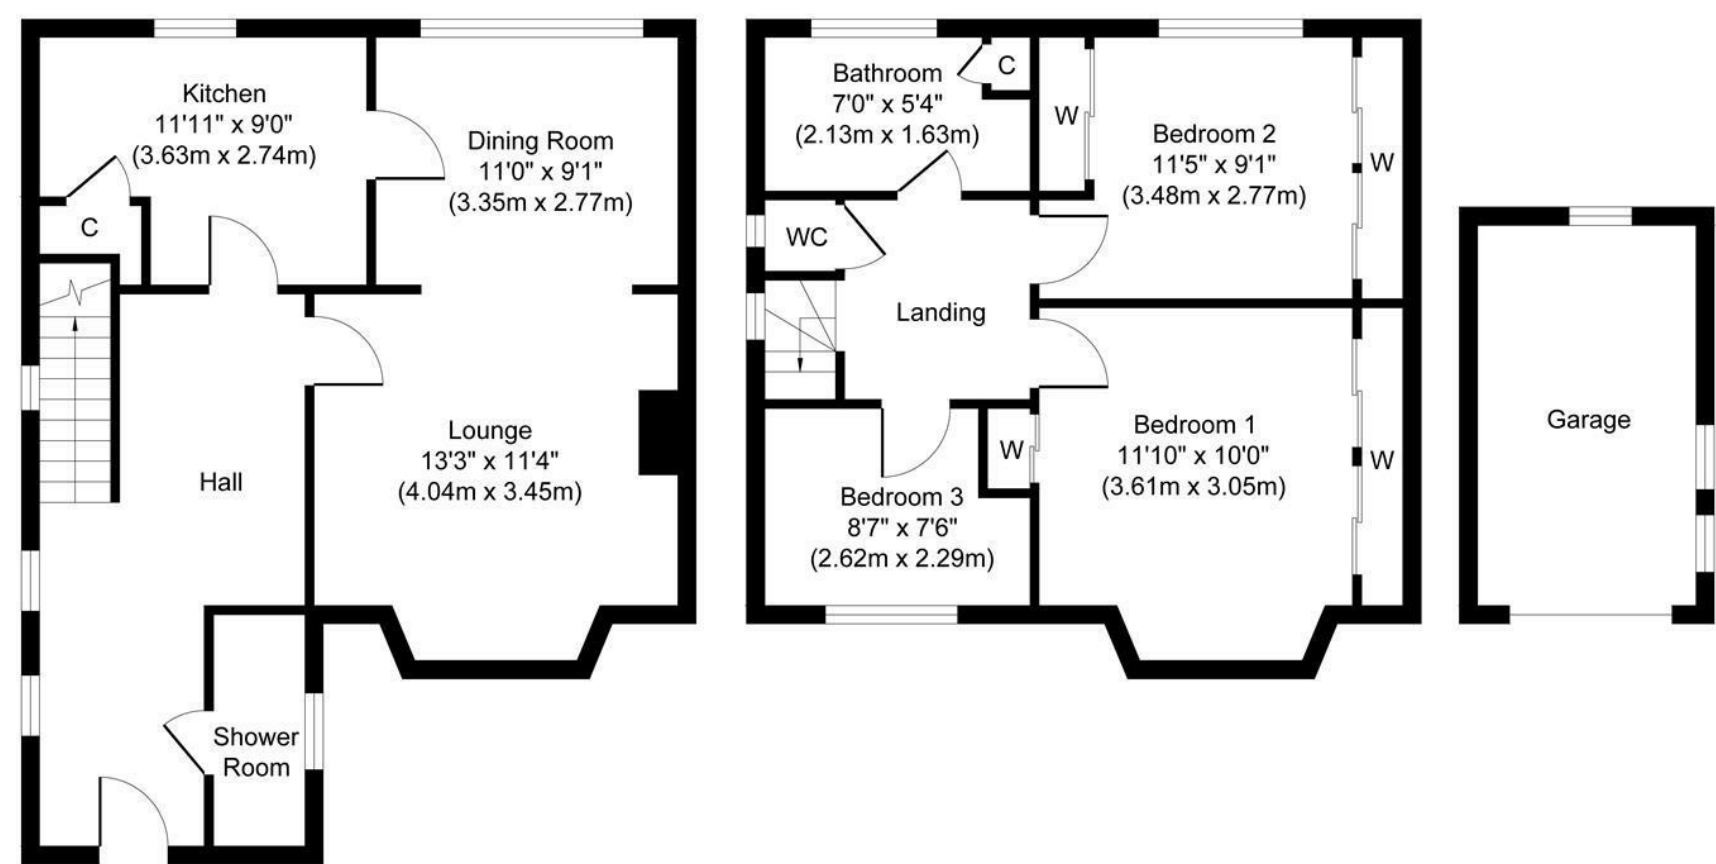 Kitchen
11'11" x 9'0"
(3.63m x 2.74m)
Dining Room
11'0" x 9'1"
(3.35m x 2.77m)
C
Lounge
13'3" x 11'4"
(4.04m x 3.45m)
Hall
Shower
Room
Bathroom
7'0" x 5'4"
(2.13m x 1.63m)
C
W
Bedroom 2
11'5" x 9'1"
(3.48m x 2.77m)
W
WC
Landing
Bedroom 1
11'10" x 10'0"
(3.61m x 3.05m)
W
W
Bedroom 3
8'7" x 7'6"
(2.62m x 2.29m)
Garage